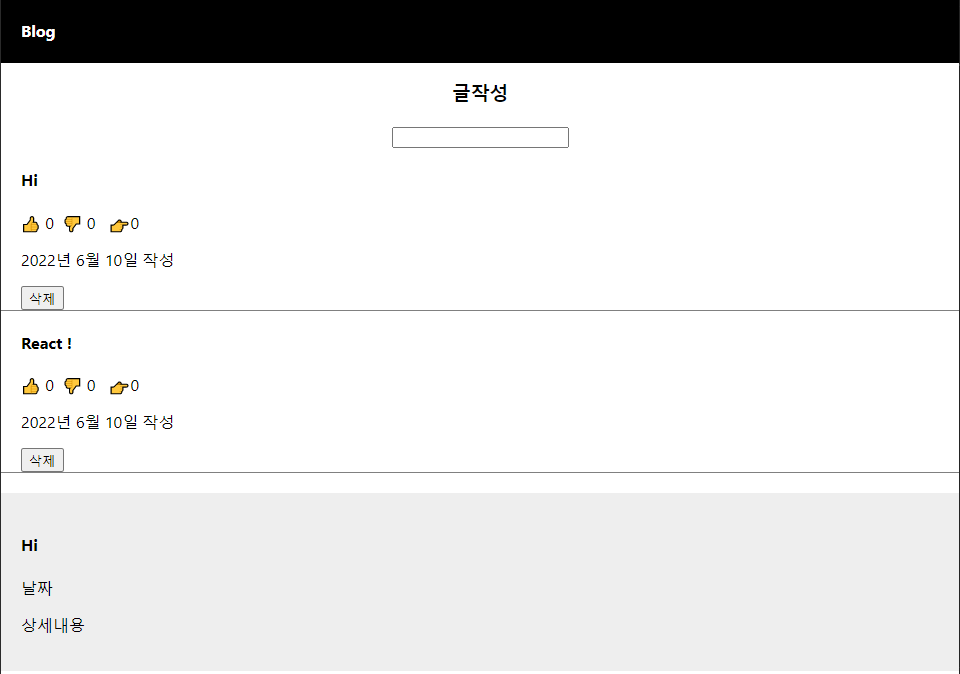 Blog
글작성
Hi
👍 0 👎 0 👉0
2022년 6월 10일 작성
삭제
React !
👍 0 👎 0 👉0
2022년 6월 10일 작성
삭제
Hi
날짜
상세내용